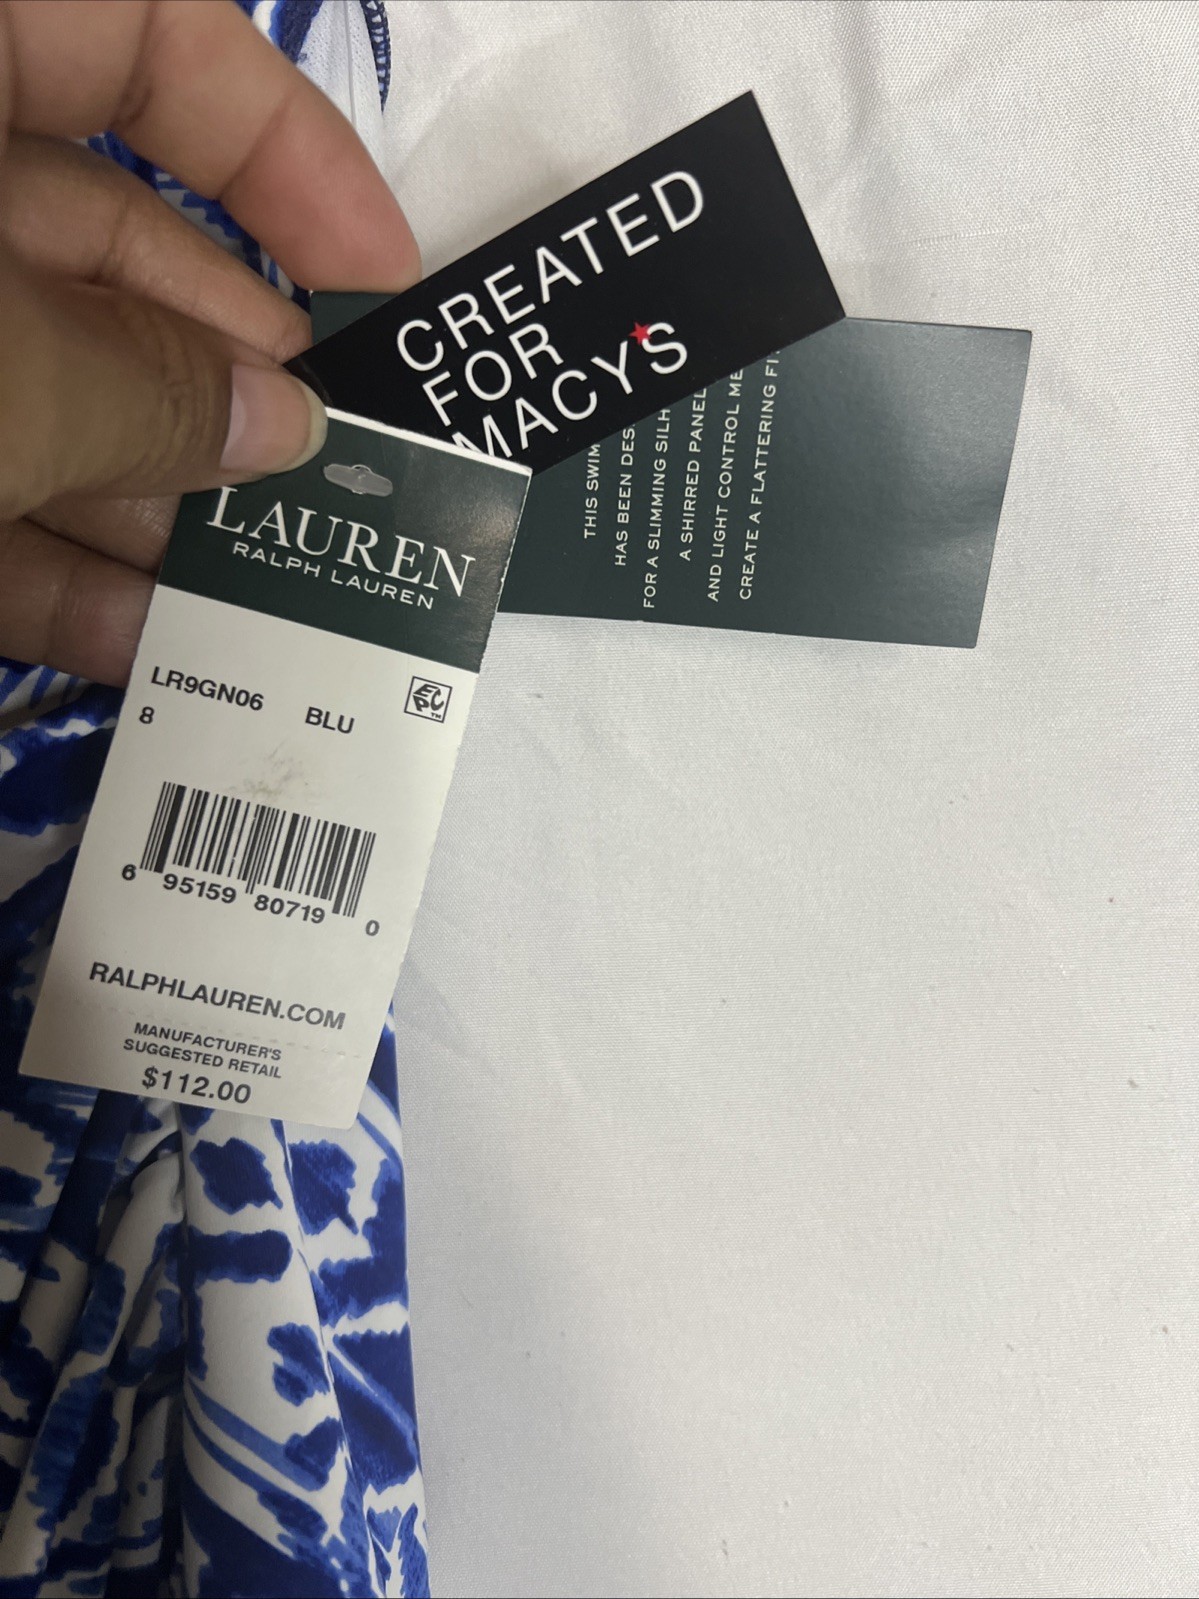 CREATED
FOR
MACYS
LAUREN
RALPH LAUREN
LR9GN06 BLU
8
EPC™
6 95159 80719 0
RALPHLAUREN.COM
MANUFACTURER'S
SUGGESTED RETAIL
$112.00
THIS SWIM
HAS BEEN DES
FOR A SLIMMING SILH
A SHIRRED PANEL
AND LIGHT CONTROL ME
CREATE A FLATTERING FI